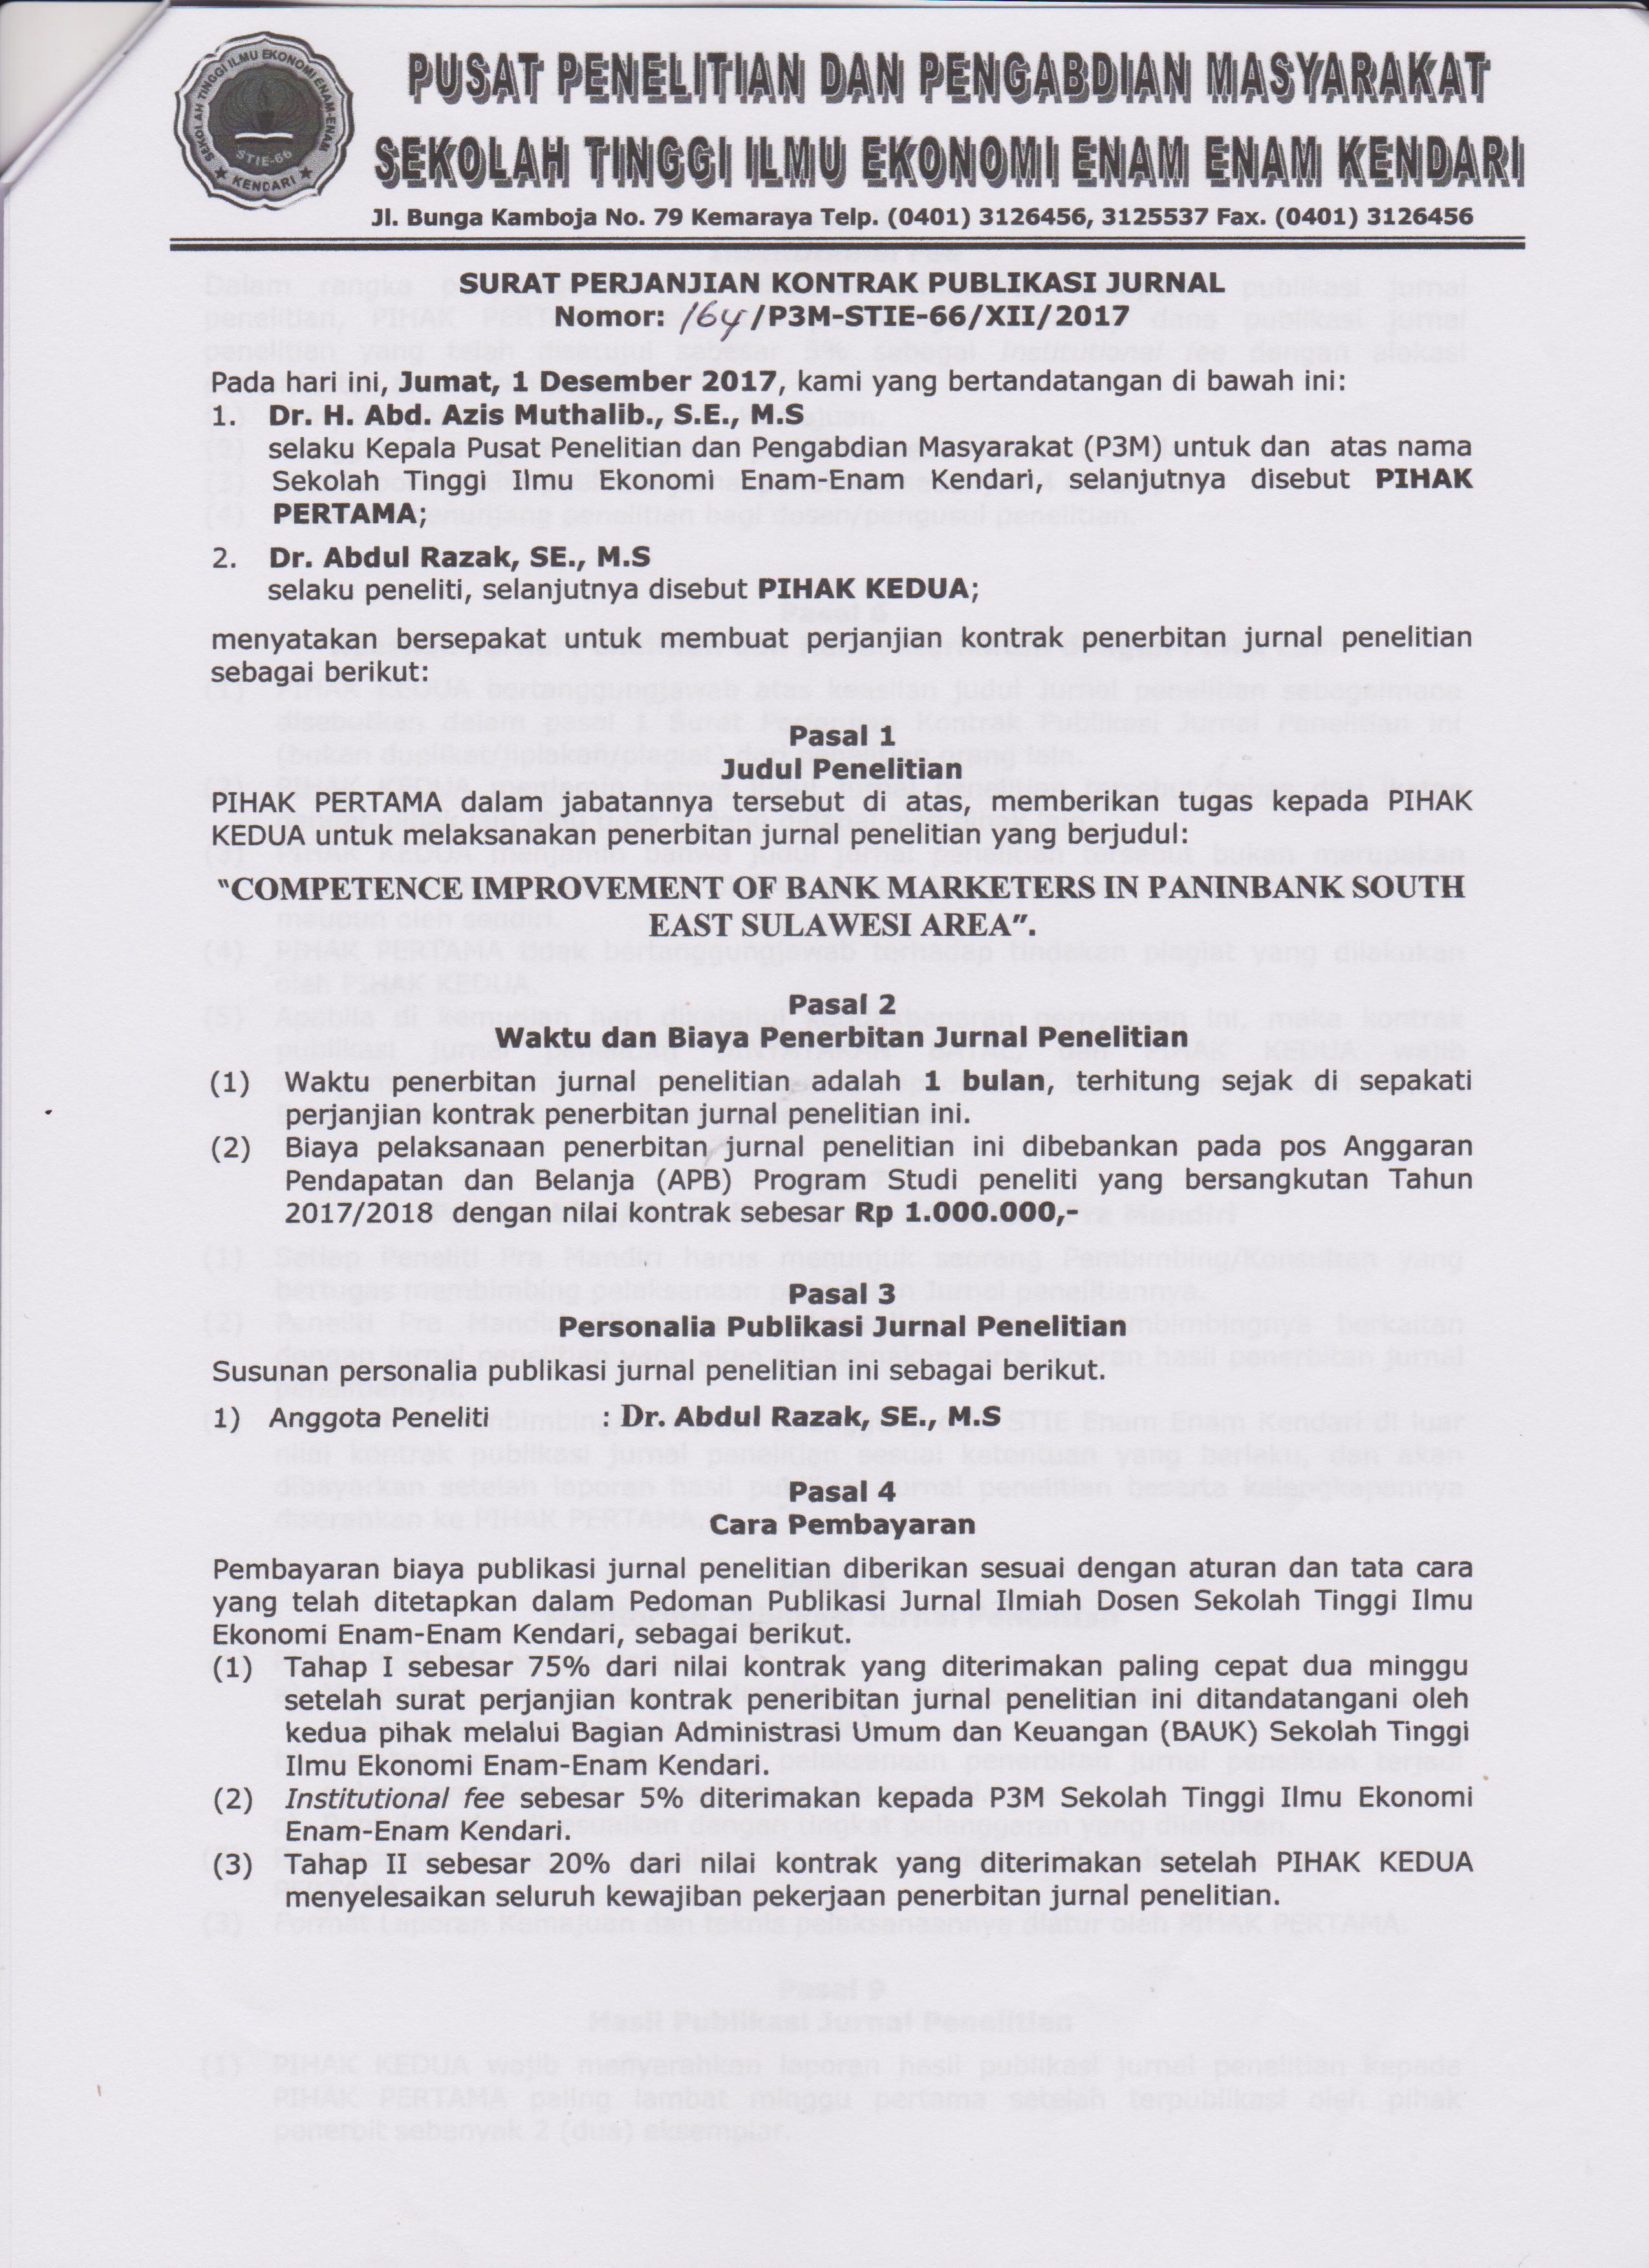 SEKOLAH TINGGI ILMU EKONOMI ENAM-ENAM
STIE-66
KENDARI
PUSAT PENELITIAN DAN PENGABDIAN MASYARAKAT
SEKOLAH TINGGI ILMU EKONOMI ENAM ENAM KENDARI
Jl. Bunga Kamboja No. 79 Kemaraya Telp. (0401) 3126456, 3125537 Fax. (0401) 3126456
SURAT PERJANJIAN KONTRAK PUBLIKASI JURNAL
Nomor: 164/P3M-STIE-66/XII/2017
Pada hari ini, Jumat, 1 Desember 2017, kami yang bertandatangan di bawah ini:
1. Dr. H. Abd. Azis Muthalib., S.E., M.S
selaku Kepala Pusat Penelitian dan Pengabdian Masyarakat (P3M) untuk dan atas nama
Sekolah Tinggi Ilmu Ekonomi Enam-Enam Kendari, selanjutnya disebut PIHAK
PERTAMA;
2. Dr. Abdul Razak, SE., M.S
selaku peneliti, selanjutnya disebut PIHAK KEDUA;
menyatakan bersepakat untuk membuat perjanjian kontrak penerbitan jurnal penelitian
sebagai berikut:
Pasal 1
Judul Penelitian
PIHAK PERTAMA dalam jabatannya tersebut di atas, memberikan tugas kepada PIHAK
KEDUA untuk melaksanakan penerbitan jurnal penelitian yang berjudul:
"COMPETENCE IMPROVEMENT OF BANK MARKETERS IN PANINBANK SOUTH
EAST SULAWESI AREA".
Pasal 2
Waktu dan Biaya Penerbitan Jurnal Penelitian
(1) Waktu penerbitan jurnal penelitian adalah 1 bulan, terhitung sejak di sepakati
perjanjian kontrak penerbitan jurnal penelitian ini.
(2) Biaya pelaksanaan penerbitan jurnal penelitian ini dibebankan pada pos Anggaran
Pendapatan dan Belanja (APB) Program Studi peneliti yang bersangkutan Tahun
2017/2018 dengan nilai kontrak sebesar Rp 1.000.000,-
Pasal 3
Personalia Publikasi Jurnal Penelitian
Susunan personalia publikasi jurnal penelitian ini sebagai berikut.
1) Anggota Peneliti : Dr. Abdul Razak, SE., M.S
Pasal 4
Cara Pembayaran
Pembayaran biaya publikasi jurnal penelitian diberikan sesuai dengan aturan dan tata cara
yang telah ditetapkan dalam Pedoman Publikasi Jurnal Ilmiah Dosen Sekolah Tinggi Ilmu
Ekonomi Enam-Enam Kendari, sebagai berikut.
(1) Tahap I sebesar 75% dari nilai kontrak yang diterimakan paling cepat dua minggu
setelah surat perjanjian kontrak peneribitan jurnal penelitian ini ditandatangani oleh
kedua pihak melalui Bagian Administrasi Umum dan Keuangan (BAUK) Sekolah Tinggi
Ilmu Ekonomi Enam-Enam Kendari.
(2) Institutional fee sebesar 5% diterimakan kepada P3M Sekolah Tinggi Ilmu Ekonomi
Enam-Enam Kendari.
(3) Tahap II sebesar 20% dari nilai kontrak yang diterimakan setelah PIHAK KEDUA
menyelesaikan seluruh kewajiban pekerjaan penerbitan jurnal penelitian.